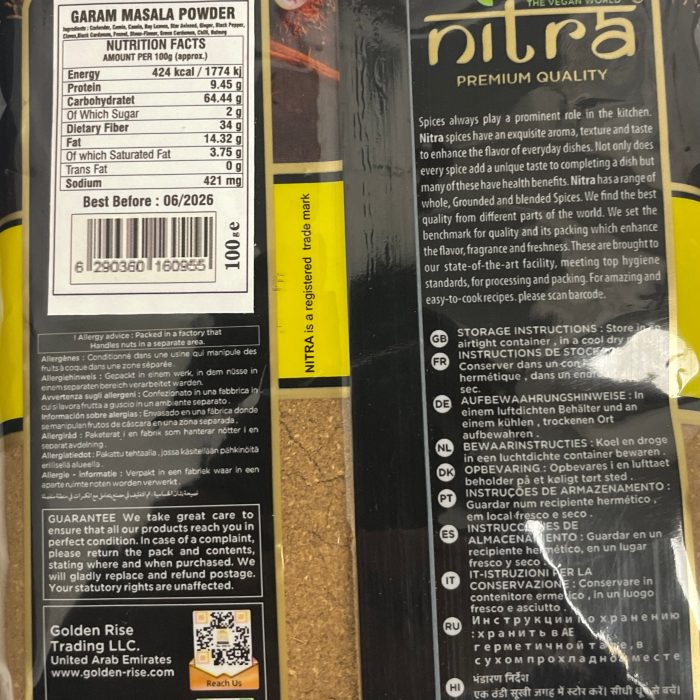 GARAM MASALA POWDER
Ingredients : Coriander, Cumin, Cassia, Bay Leaves, Star Aniseed, Ginger, Black Pepper,
NUTRITION FACTS
AMOUNT PER 100g (approx.)
Energy 424 kcal / 1774 kj
Protein 9.45 g
Carbohydratet 64.44 g
Of Which Sugar 2 g
Dietary Fiber 34 g
Fat 14.32 g
Of which Saturated Fat 3.75 g
Trans Fat 0 g
Sodium 421 mg
Best Before : 06/2026
6 290360 160955
100g e
! Allergy advice : Packed in a factory that
Handles nuts in a separate area.
Allergènes : Conditionné dans une usine qui manipule des
fruits à coque dans une zone séparée.
Allergiehinweis : Gepackt in einem werk, in dem nüsse in
einem separaten bereich verarbeitet warden.
Avvertenza sugli allergeni : Confezionato in una fabbrica in
cui si lavora frutta a guscio in un ambiente separato.
Información sobre alergias : Envasado en una fábrica donde
se manipulan frutos de cáscara en una zona separada.
Allergiråd : Paketerat i en fabrik som hanterar nötter i en
separat avdelning.
Allergiatiedot : Pakattu tehtaalla, jossa käsitellään pähkinöitä
erillisellä alueella.
Allergie - informatie : Verpakt in een fabriek waar in een
aparte ruimte noten worden verwerkt.
GUARANTEE We take great care to
ensure that all our products reach you in
perfect condition. In case of a complaint,
please return the pack and contents,
stating where and when purchased. We
will gladly replace and refund postage.
Your statutory rights are unaffected.
Golden Rise
Trading LLC.
United Arab Emirates
www.golden-rise.com
Reach Us
NITRA is a registered trade mark
THE VEGAN WORLD
nitra
PREMIUM QUALITY
Spices always play a prominent role in the kitchen.
Nitra spices have an exquisite aroma, texture and taste
to enhance the flavor of everyday dishes. Not only does
every spice add a unique taste to completing a dish but
many of these have health benefits. Nitra has a range of
whole, Grounded and blended Spices. We find the best
quality from different parts of the world. We set the
benchmark for quality and its packing which enhance
the flavor, fragrance and freshness. These are brought to
our state-of-the-art facility, meeting top hygiene
standards, for processing and packing. For amazing and
easy-to-cook recipes. please scan barcode.
GB STORAGE INSTRUCTIONS : Store in
airtight container , in a cool dry
FR INSTRUCTIONS DE
Conserver dans un
hermétique , dans un
sec.
DE AUFBEWAAHRUNGSHINWEISE : In
einem luftdichten Behälter und an
einem kühlen , trockenen Ort
aufbewahren .
NL BEWAARINSTRUCTIES : Koel en droge
in een luchtdichte container bewaren .
DK OPBEVARING : Opbevares i en lufttaet
beholder på et køligt tørt sted .
PT INSTRUÇÕES DE ARMAZENAMENTO :
Guardar num recipiente hermético ,
em local fresco e seco .
ES DE
: Guardar en un
recipiente hermético, en un lugar
fresco y seco .
IT IT-ISTRUZIONI PER LA
CONSERVAZIONE : Conservare in
contenitore ermetico , in un luogo
fresco e asciutto .
RU Инструкции по хранению
: хранить в АЕ
герметичной , в
сухом прохладном месте
HI भंडारण निर्देश
एक ठंडी सूखी जगह में स्टोर करें। सीधी से बचें।